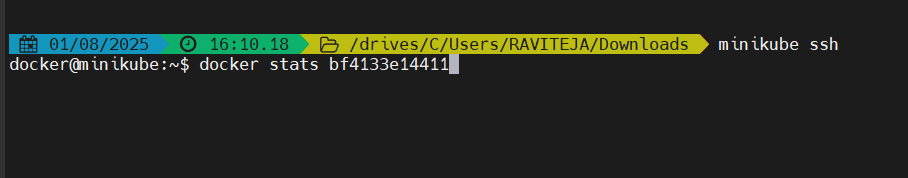 01/08/2025 16:10.18 /drives/C/Users/RAVITEJA/Downloads minikube ssh
docker@minikube:~$ docker stats bf4133e14411